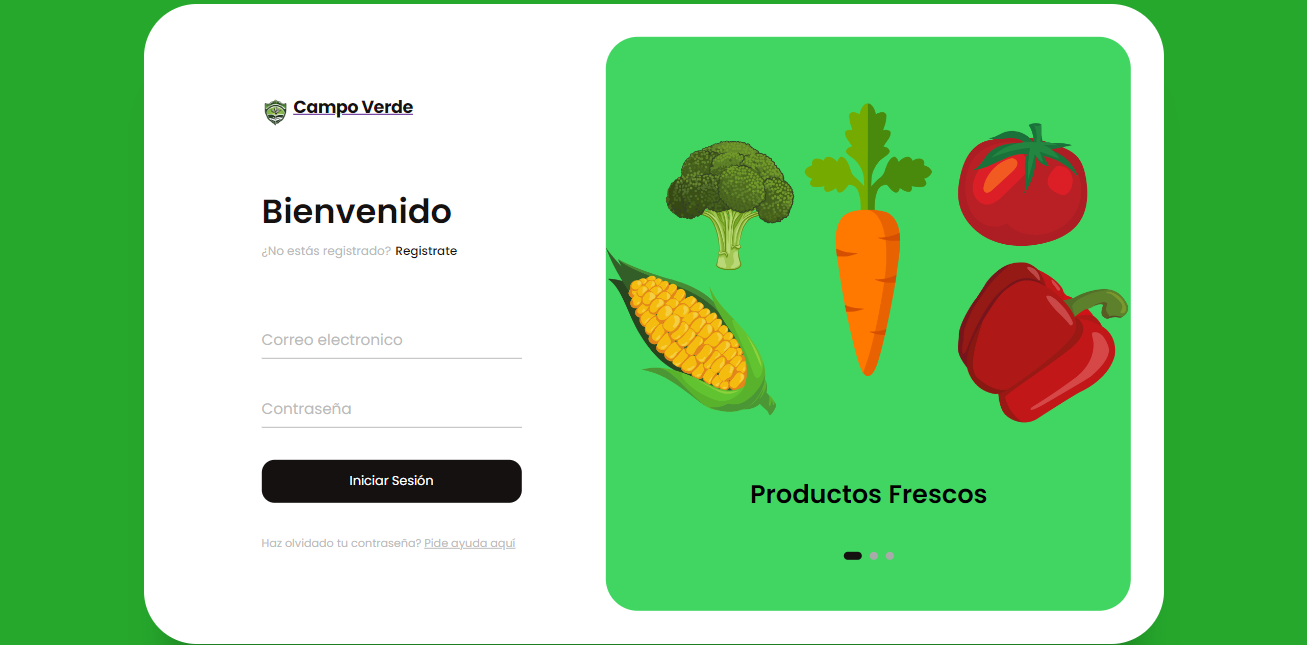 Campo Verde
Bienvenido
¿No estás registrado? Registrate
Correo electronico
Contraseña
Iniciar Sesión
Haz olvidado tu contraseña? Pide ayuda aquí
Productos Frescos